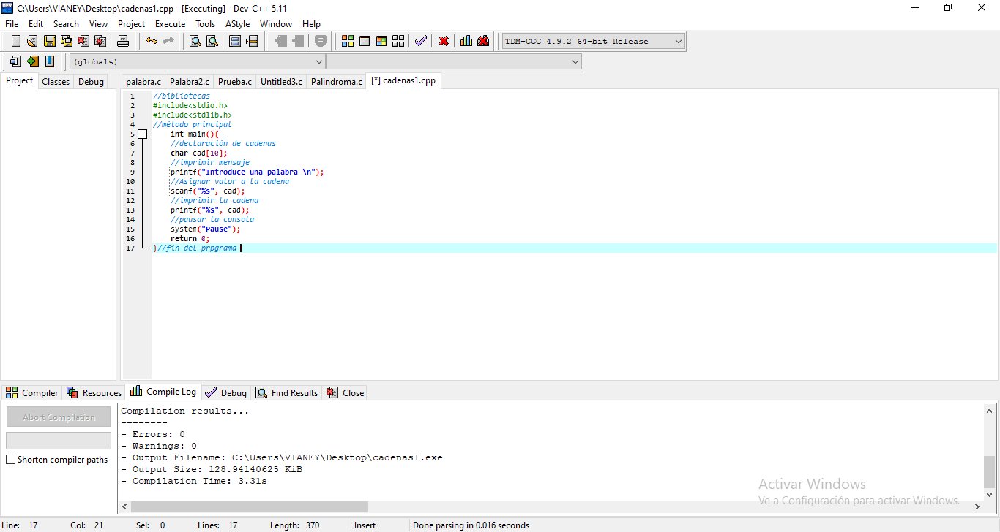 C:\Users\VIANEY\Desktop\cadenas1.cpp - [Executing] - Dev-C++ 5.11
File Edit Search View Project Execute Tools AStyle Window Help
TDM-GCC 4.9.2 64-bit Release
(globals)
Project Classes Debug
palabra.c Palabra2.c Prueba.c Untitled3.c Palindroma.c [*] cadenas1.cpp
1 //bibliotecas
2 #include<stdio.h>
3 #include<stdlib.h>
4 //método principal
5 int main(){
6 //declaración de cadenas
7 char cad[10];
8 //imprimir mensaje
9 printf("Introduce una palabra \n");
10 //Asignar valor a la cadena
11 scanf("%s", cad);
12 //imprimir la cadena
13 printf("%s", cad);
14 //pausar la consola
15 system("Pause");
16 return 0;
17 }//fin del prpgrama
Compiler Resources Compile Log Debug Find Results Close
Abort Compilation
Shorten compiler paths
Compilation results...
--------
- Errors: 0
- Warnings: 0
- Output Filename: C:\Users\VIANEY\Desktop\cadenas1.exe
- Output Size: 128.94140625 KiB
- Compilation Time: 3.31s
Activar Windows
Ve a Configuración para activar Windows.
Line: 17 Col: 21 Sel: 0 Lines: 17 Length: 370 Insert Done parsing in 0.016 seconds